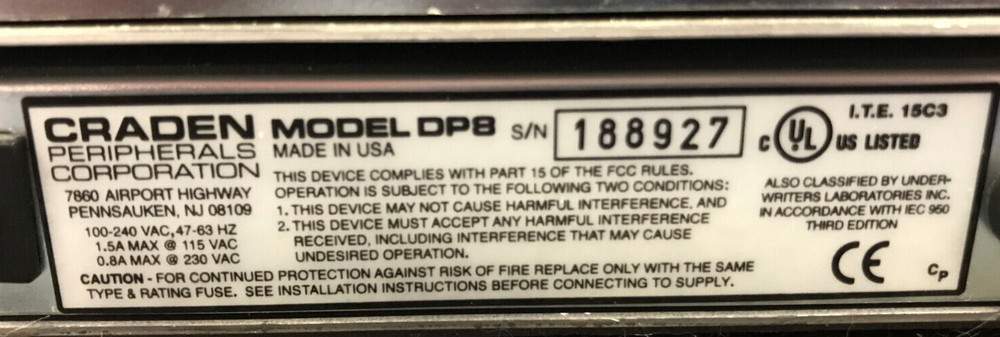 CRADEN
PERIPHERALS
CORPORATION
7860 AIRPORT HIGHWAY
PENNSAUKEN, NJ 08109
100-240 VAC, 47-63 HZ
1.5A MAX @ 115 VAC
0.8A MAX @ 230 VAC
MODEL DP8 S/N 188927
MADE IN USA
THIS DEVICE COMPLIES WITH PART 15 OF THE FCC RULES.
OPERATION IS SUBJECT TO THE FOLLOWING TWO CONDITIONS:
1. THIS DEVICE MAY NOT CAUSE HARMFUL INTERFERENCE, AND
2. THIS DEVICE MUST ACCEPT ANY HARMFUL INTERFERENCE
RECEIVED, INCLUDING INTERFERENCE THAT MAY CAUSE
UNDESIRED OPERATION.
CAUTION - FOR CONTINUED PROTECTION AGAINST RISK OF FIRE REPLACE ONLY WITH THE SAME
TYPE & RATING FUSE. SEE INSTALLATION INSTRUCTIONS BEFORE CONNECTING TO SUPPLY.
I.T.E. 15C3
C UL US LISTED
ALSO CLASSIFIED BY UNDER-
WRITERS LABORATORIES INC.
IN ACCORDANCE WITH IEC 950
THIRD EDITION
CE CP